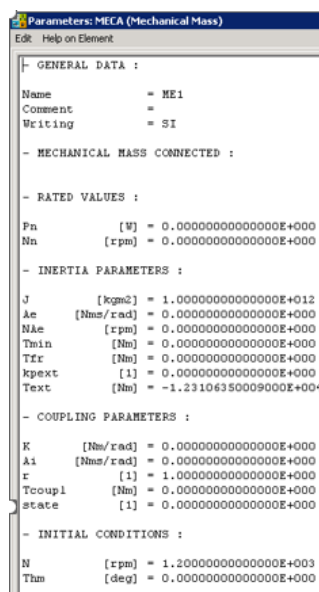 Parameters: MECA (Mechanical Mass)
Edit Help on Element
- GENERAL DATA :
Name = ME1
Comment =
Writing = SI
- MECHANICAL MASS CONNECTED :
- RATED VALUES :
Pn [W] = 0.00000000000000E+000
Nn [rpm] = 0.00000000000000E+000
- INERTIA PARAMETERS :
J [kgm2] = 1.00000000000000E+012
Ae [Nms/rad] = 0.00000000000000E+000
NAe [rpm] = 0.00000000000000E+000
Tmin [Nm] = 0.00000000000000E+000
Tfr [Nm] = 0.00000000000000E+000
kpext [1] = 0.00000000000000E+000
Text [Nm] = -1.23106350009000E+004
- COUPLING PARAMETERS :
K [Nm/rad] = 0.00000000000000E+000
Ai [Nms/rad] = 0.00000000000000E+000
r [1] = 1.00000000000000E+000
Tcoupl [Nm] = 0.00000000000000E+000
state [1] = 0.00000000000000E+000
- INITIAL CONDITIONS :
N [rpm] = 1.20000000000000E+003
Thm [deg] = 0.00000000000000E+000